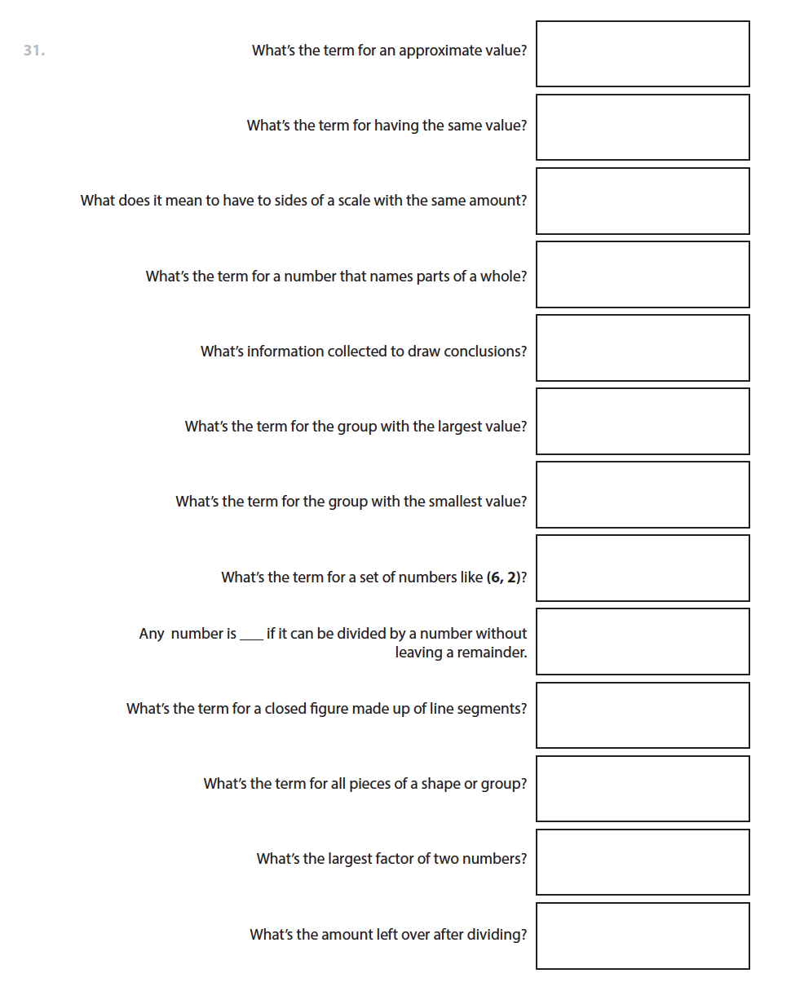 31.
What's the term for an approximate value?
What's the term for having the same value?
What does it mean to have to sides of a scale with the same amount?
What's the term for a number that names parts of a whole?
What's information collected to draw conclusions?
What's the term for the group with the largest value?
What's the term for the group with the smallest value?
What's the term for a set of numbers like (6, 2)?
Any number is ___ if it can be divided by a number without
leaving a remainder.
What's the term for a closed figure made up of line segments?
What's the term for all pieces of a shape or group?
What's the largest factor of two numbers?
What's the amount left over after dividing?